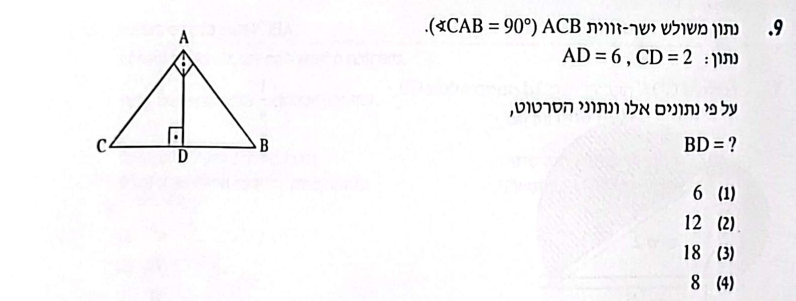 9. נתון משולש ישר-זווית ACB (∢CAB = 90°).
נתון: AD = 6 , CD = 2
על פי נתונים אלו ונתוני הסרטוט,
BD = ?
(1) 6
(2) 12
(3) 18
(4) 8
A
C
D
B